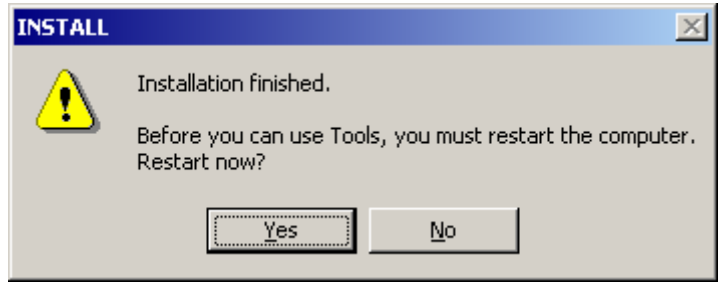 INSTALL
Installation finished.
Before you can use Tools, you must restart the computer.
Restart now?
Yes
No